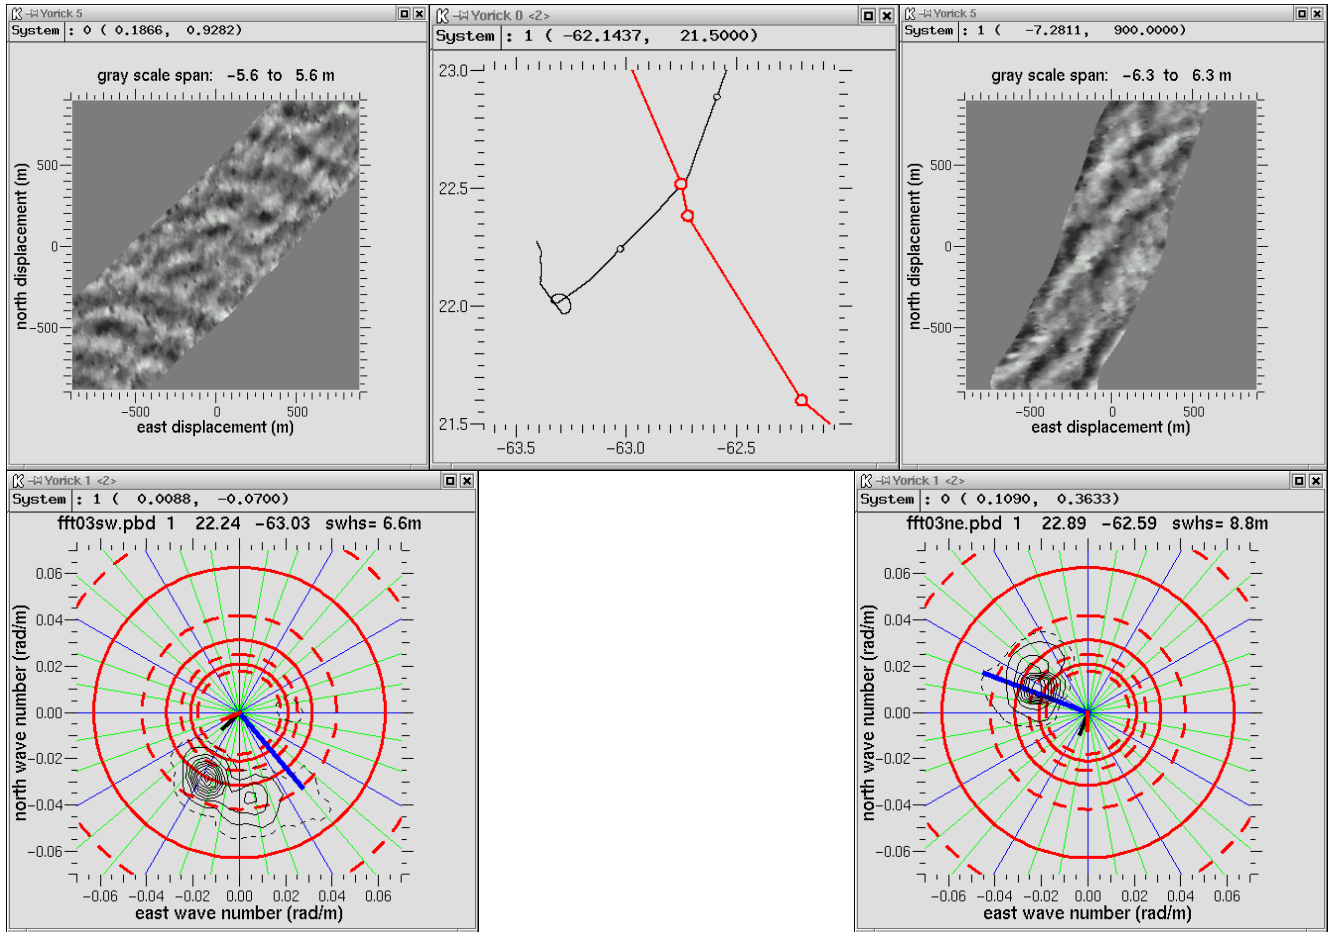 Yorick 5
System : 0 ( 0.1866, 0.9282)
gray scale span: -5.6 to 5.6 m
north displacement (m)
500
0
-500
-500 0 500
east displacement (m)
Yorick 0 <2>
System : 1 ( -62.1437, 21.5000)
23.0
22.5
22.0
21.5
-63.5 -63.0 -62.5
Yorick 5
System : 1 ( -7.2811, 900.0000)
gray scale span: -6.3 to 6.3 m
north displacement (m)
500
0
-500
-500 0 500
east displacement (m)
Yorick 1 <2>
System : 1 ( 0.0088, -0.0700)
fft03sw.pbd 1 22.24 -63.03 swhs= 6.6m
north wave number (rad/m)
0.06
0.04
0.02
0.00
-0.02
-0.04
-0.06
-0.06 -0.04 -0.02 0.00 0.02 0.04 0.06
east wave number (rad/m)
Yorick 1 <2>
System : 0 ( 0.1090, 0.3633)
fft03ne.pbd 1 22.89 -62.59 swhs= 8.8m
north wave number (rad/m)
0.06
0.04
0.02
0.00
-0.02
-0.04
-0.06
-0.06 -0.04 -0.02 0.00 0.02 0.04 0.06
east wave number (rad/m)